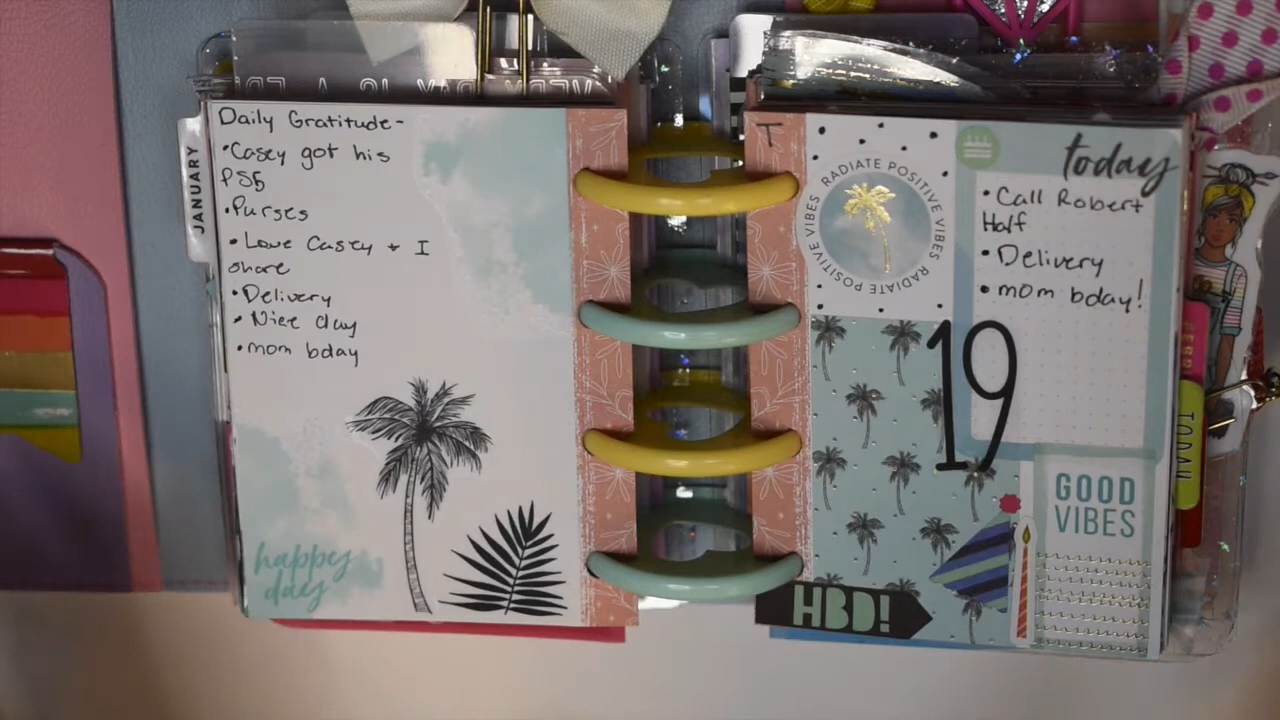 JANUARY
Daily Gratitude-
•Casey got his
PS5
•Purses
•Love Casey + I
share
•Delivery
•Nice day
•mom bday
happy
day
T
RADIATE POSITIVE VIBES RADIATE POSITIVE VIBES
today
•Call Robert
Half
•Delivery
•mom bday!
19
GOOD
VIBES
HBD!
TODAY